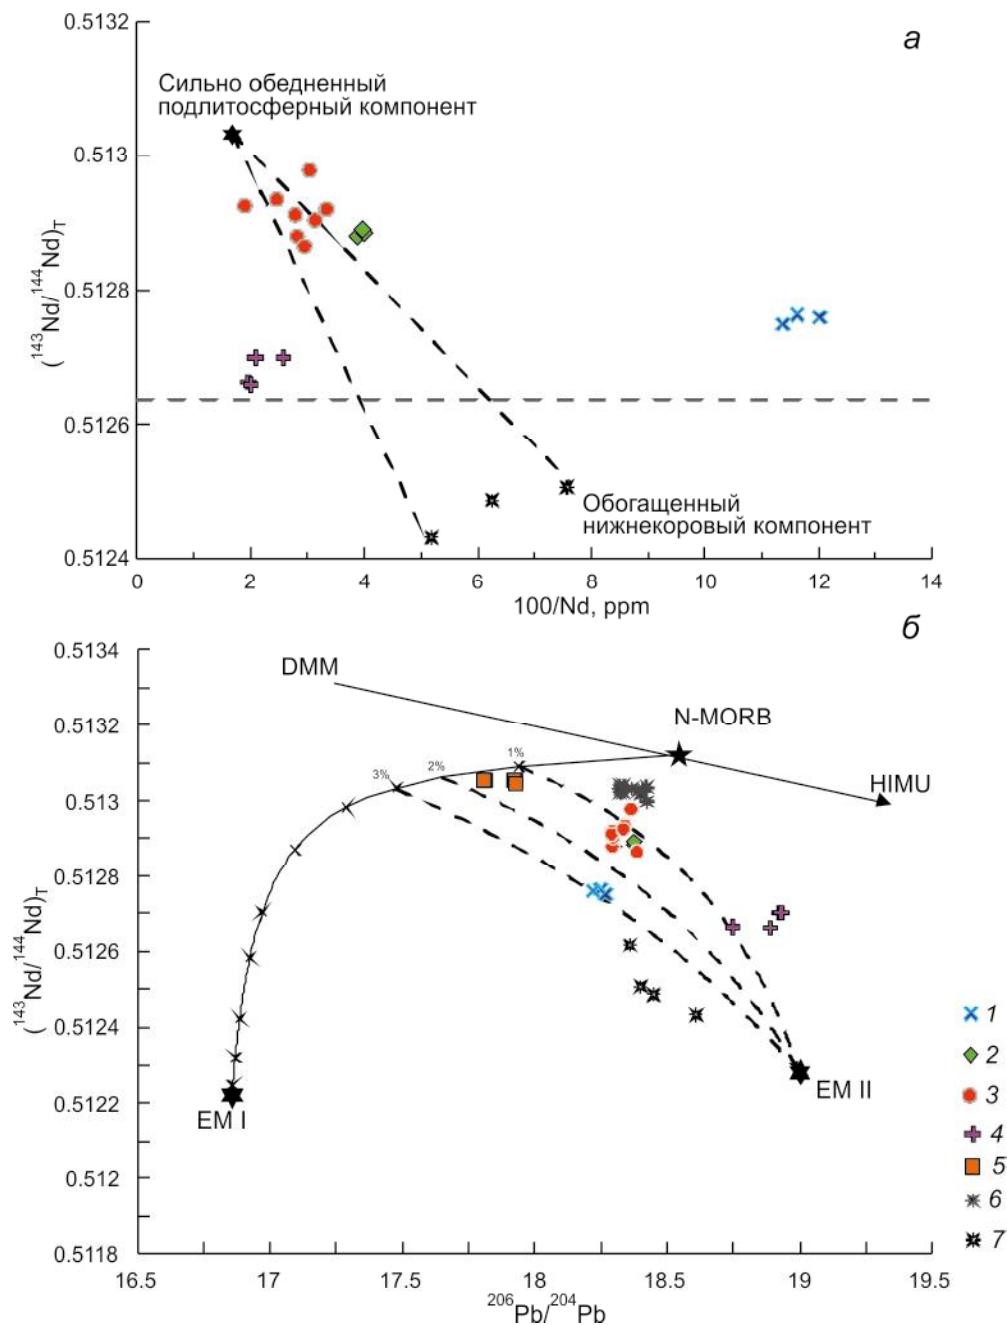 а
0.5132
Сильно обедненный
подлитосферный компонент
0.513
(¹⁴³Nd/¹⁴⁴Nd)T
0.5128
0.5126
Обогащенный
нижнекоровый компонент
0.5124
0 2 4 6 8 10 12 14
100/Nd, ppm
б
0.5134
DMM
0.5132
N-MORB
1%
2%
3%
HIMU
0.513
(¹⁴³Nd/¹⁴⁴Nd)T
0.5128
0.5126
0.5124
1
2
EM I
EM II
0.5122
3
4
0.512
5
6
7
0.5118
16.5 17 17.5 18 18.5 19 19.5
²⁰⁶Pb/²⁰⁴Pb